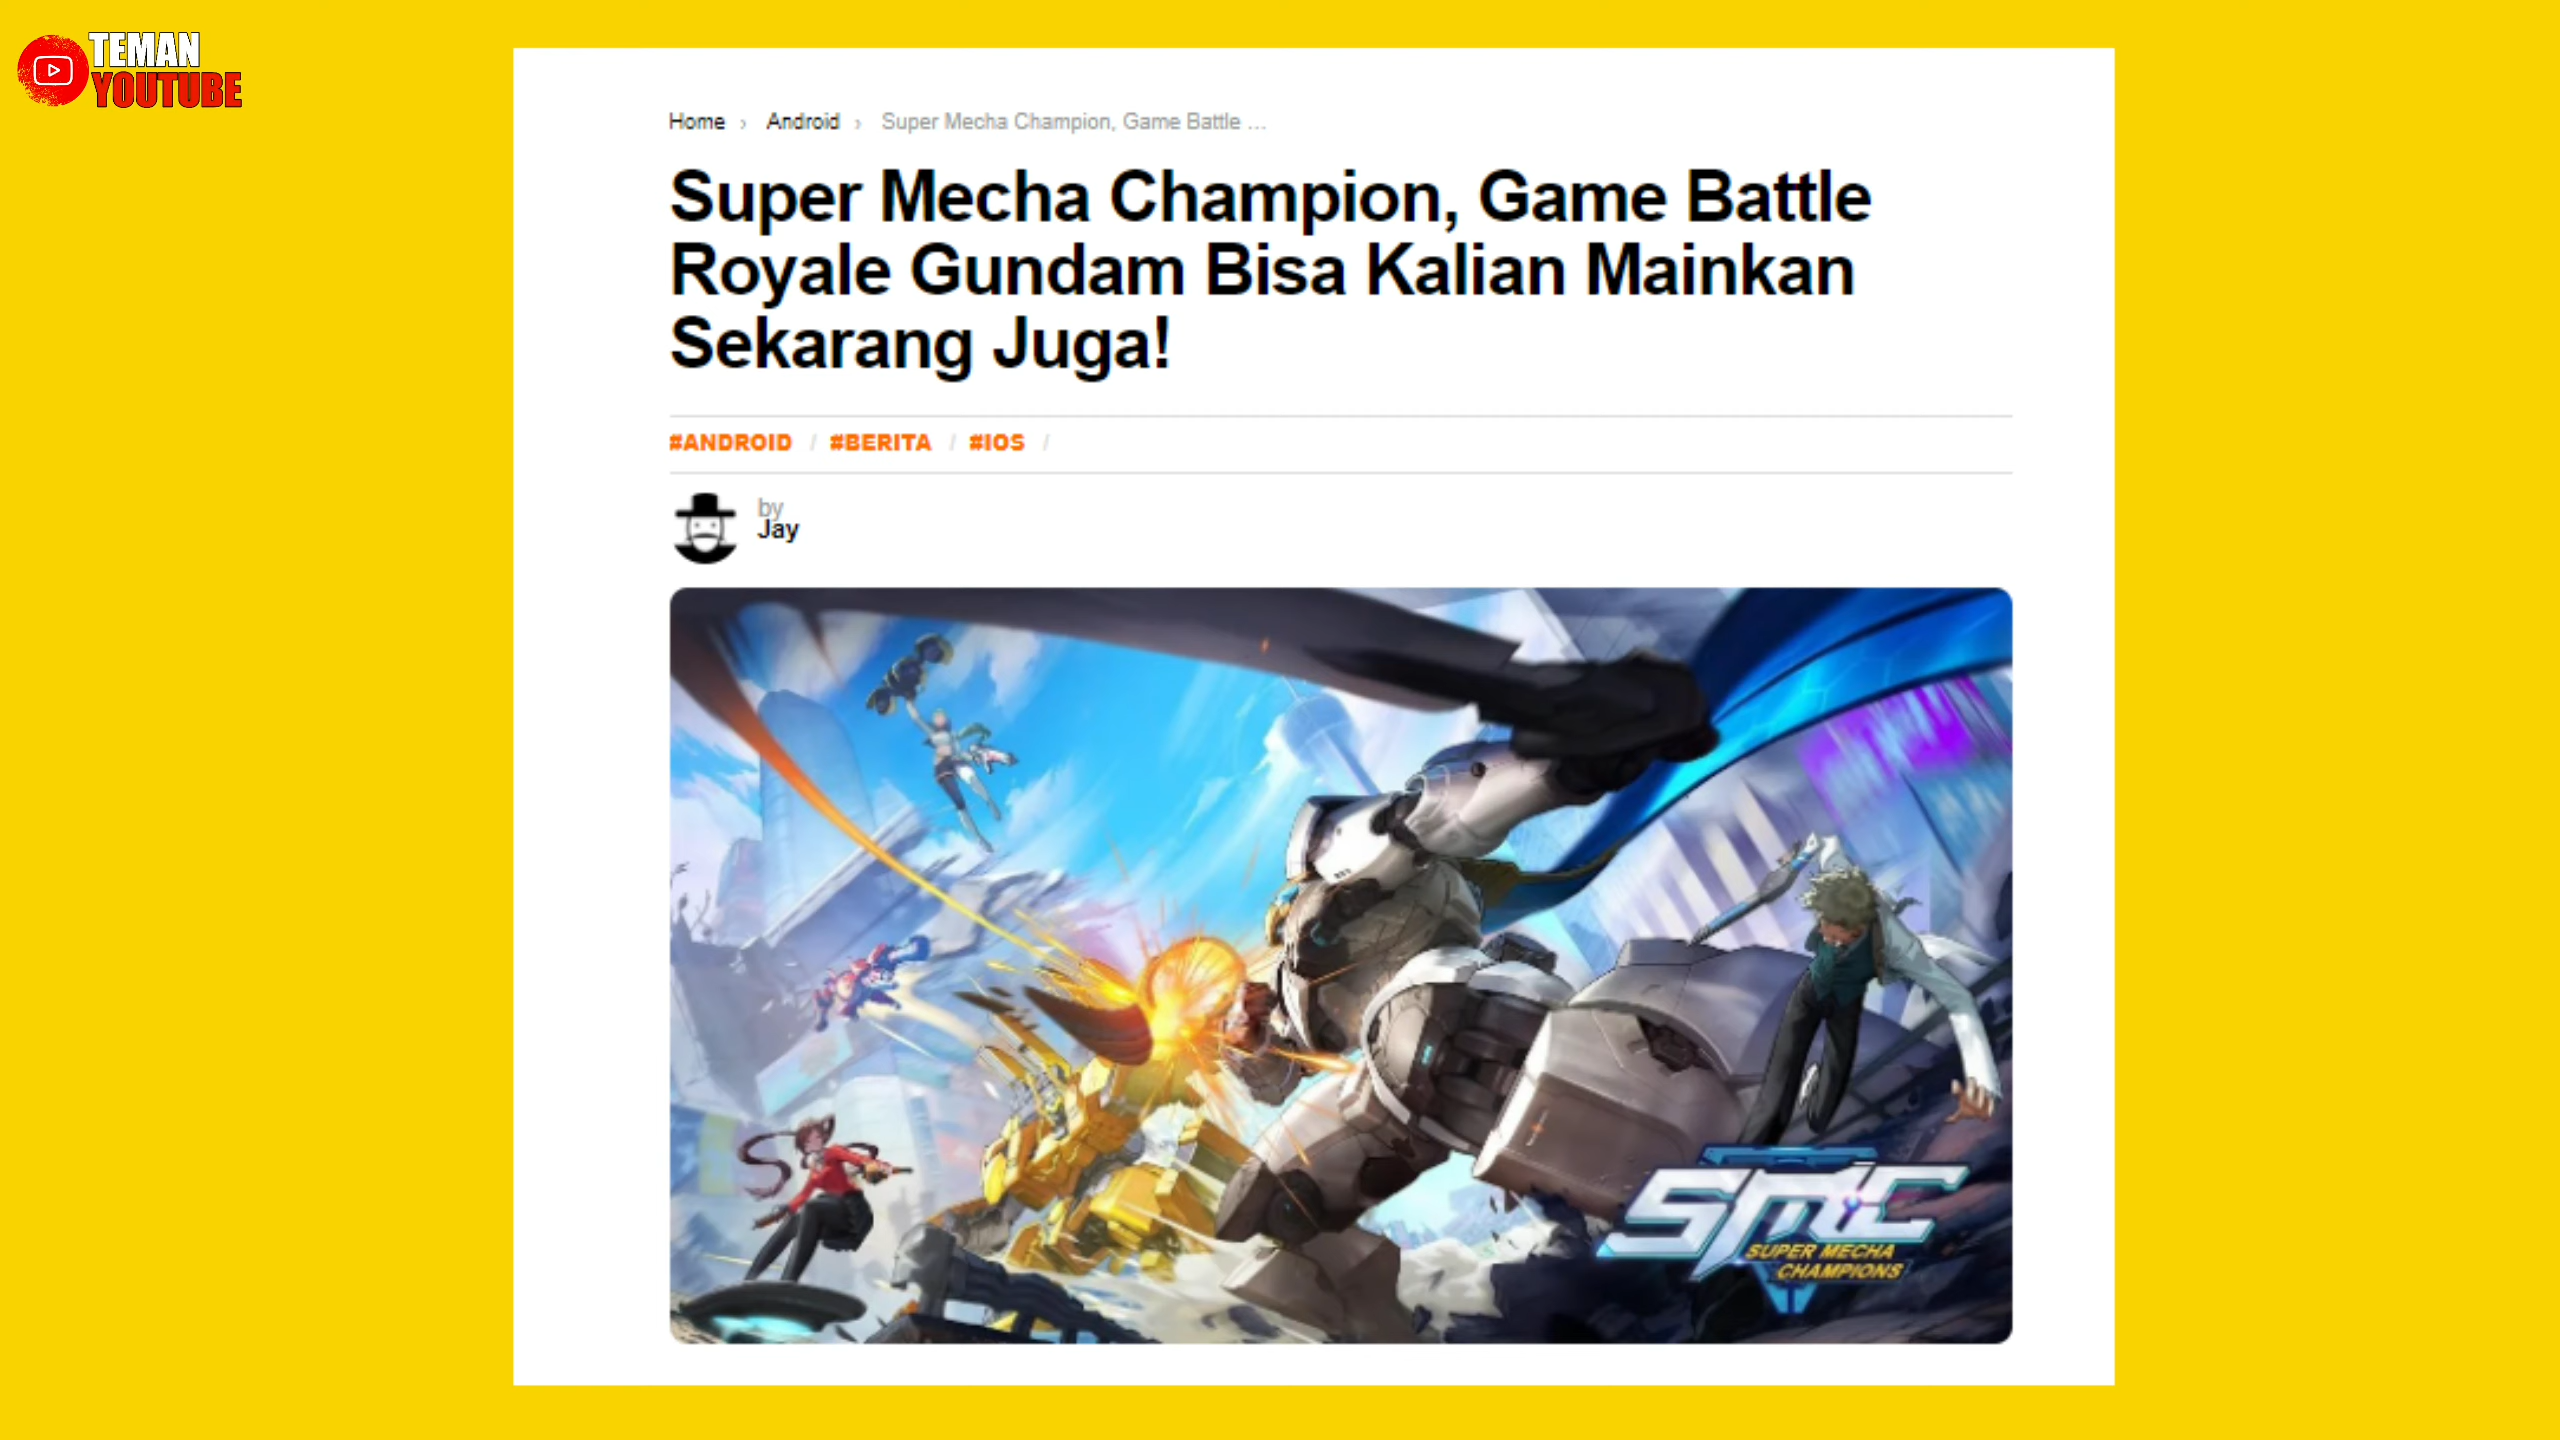 TEMAN
YOUTUBE
Home › Android › Super Mecha Champion, Game Battle ...
Super Mecha Champion, Game Battle
Royale Gundam Bisa Kalian Mainkan
Sekarang Juga!
#ANDROID / #BERITA / #IOS /
by
Jay
SMC
SUPER MECHA
CHAMPIONS